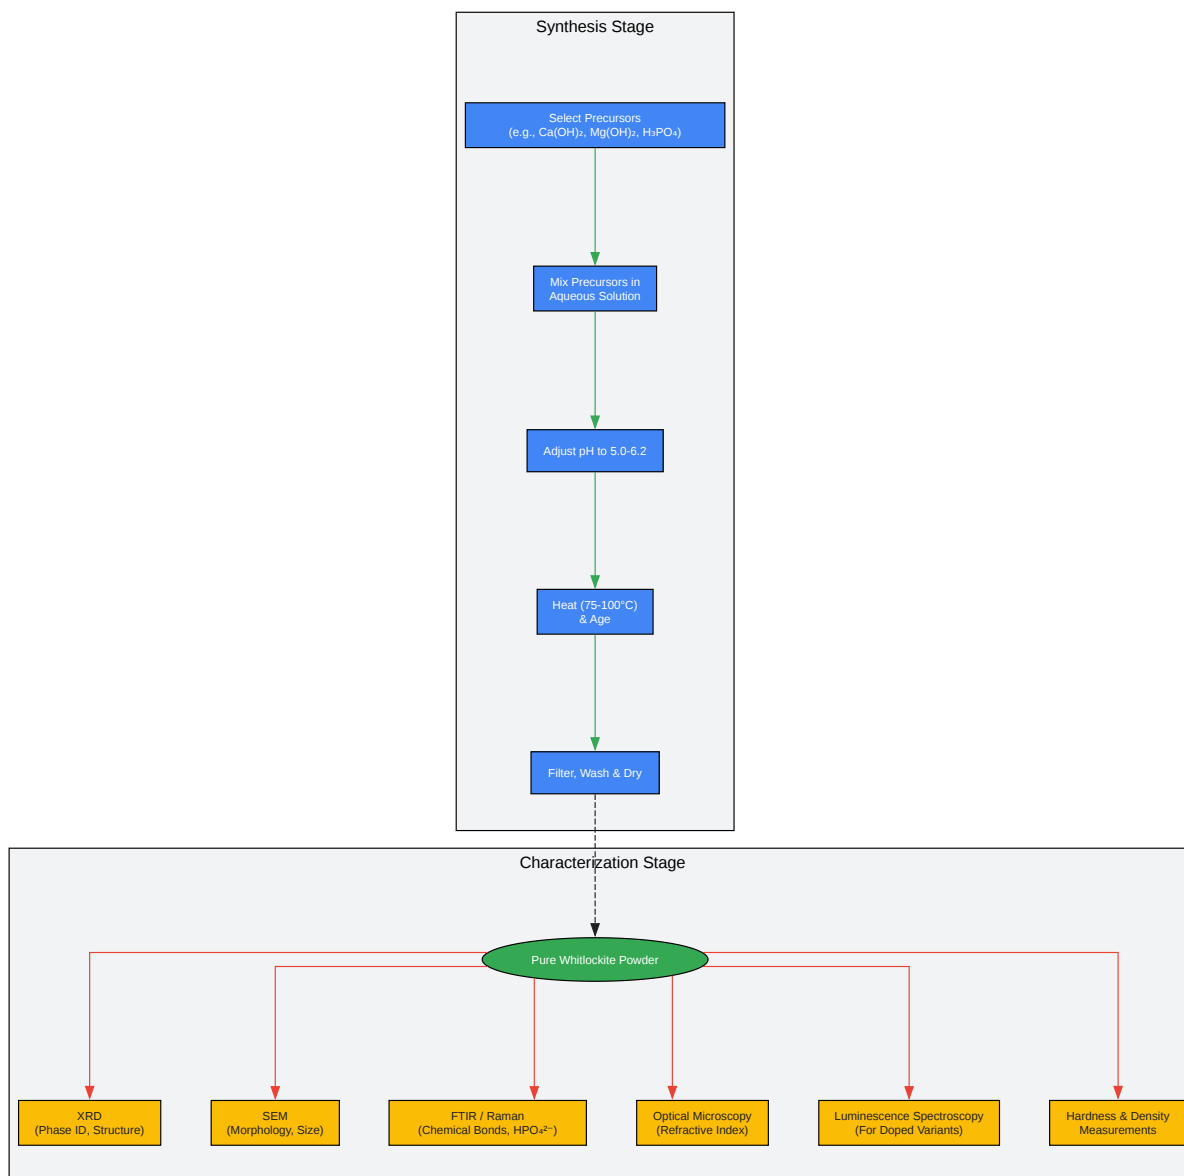 Synthesis Stage
Select Precursors
(e.g., Ca(OH)₂, Mg(OH)₂, H₃PO₄)
Mix Precursors in
Aqueous Solution
Adjust pH to 5.0-6.2
Heat (75-100°C)
& Age
Filter, Wash & Dry
Characterization Stage
Pure Whitlockite Powder
XRD
(Phase ID, Structure)
SEM
(Morphology, Size)
FTIR / Raman
(Chemical Bonds, HPO₄²⁻)
Optical Microscopy
(Refractive Index)
Luminescence Spectroscopy
(For Doped Variants)
Hardness & Density
Measurements